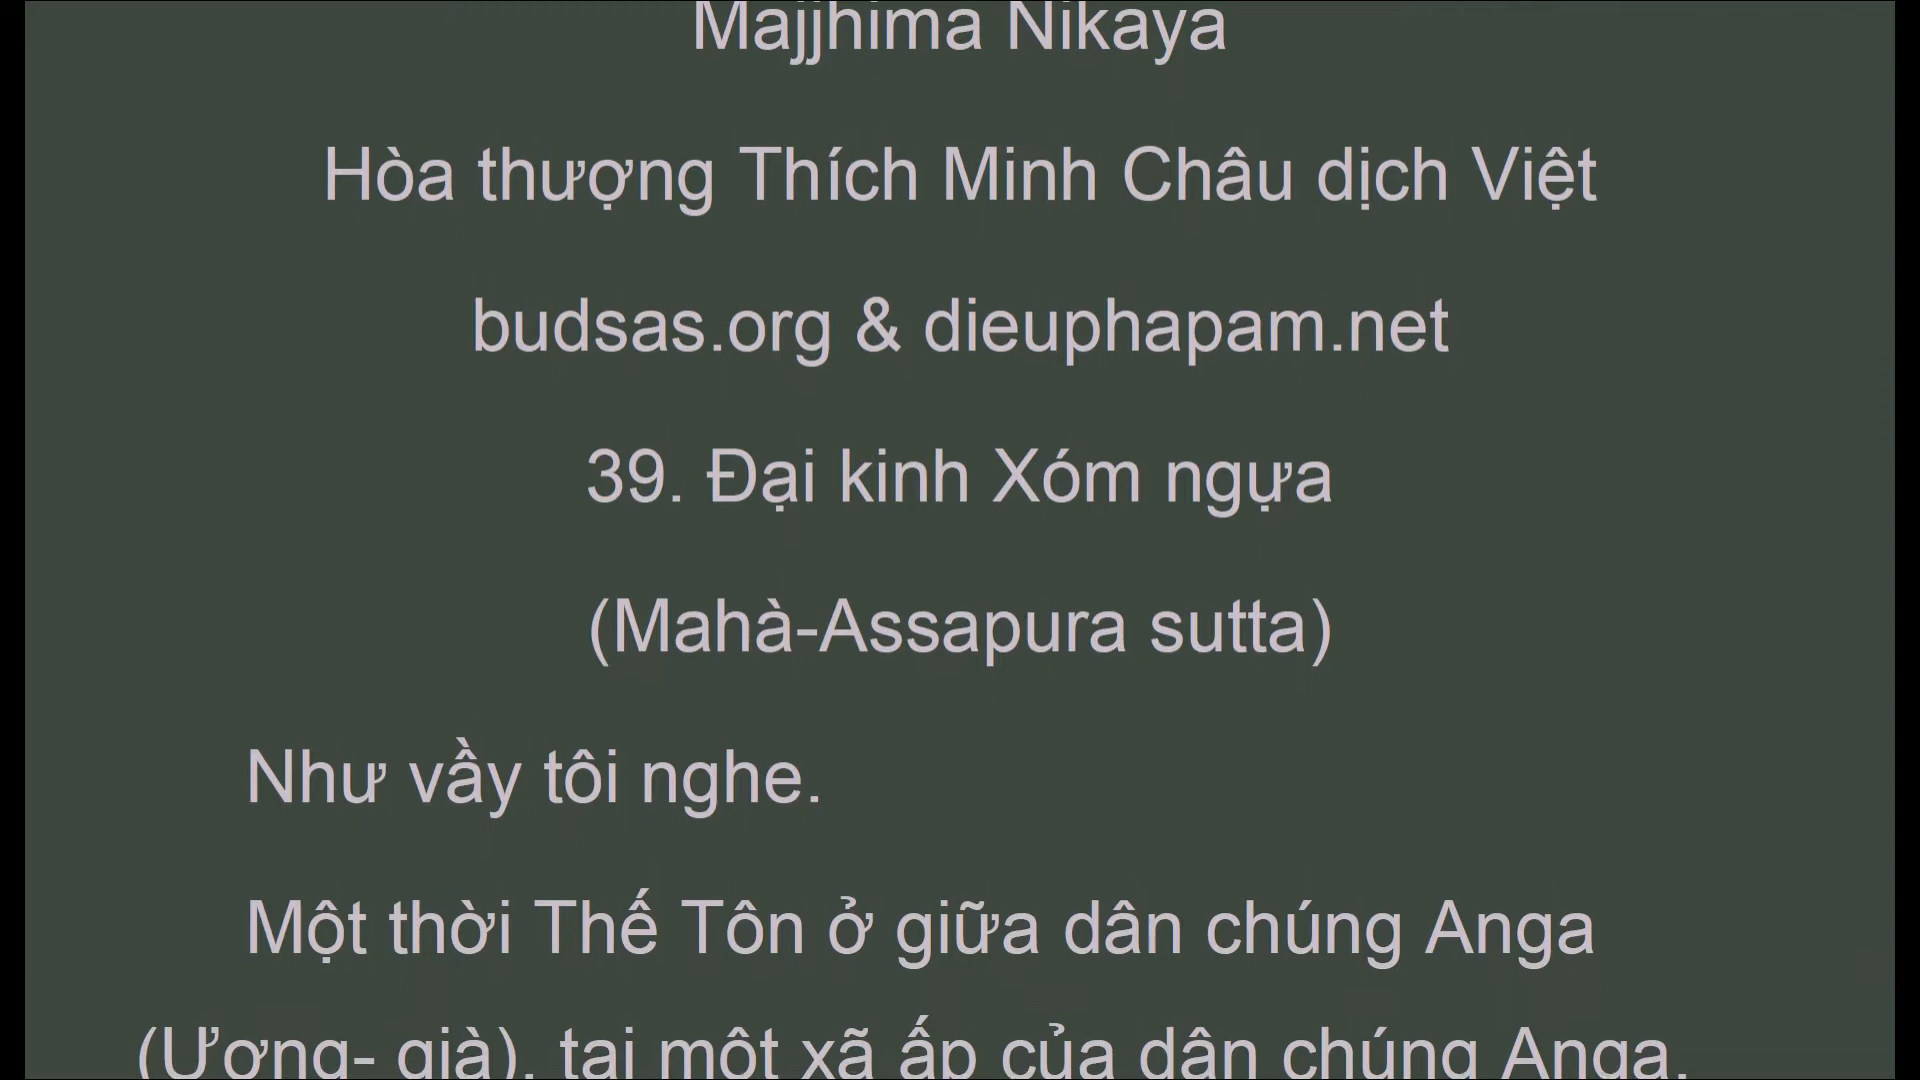 Majjhima Nikaya
Hòa thượng Thích Minh Châu dịch Việt
budsas.org & dieuphapam.net
39. Đại kinh Xóm ngựa
(Mahà-Assapura sutta)
Như vầy tôi nghe.
Một thời Thế Tôn ở giữa dân chúng Anga
(Ương- già), tại một xã ấp của dân chúng Anga,